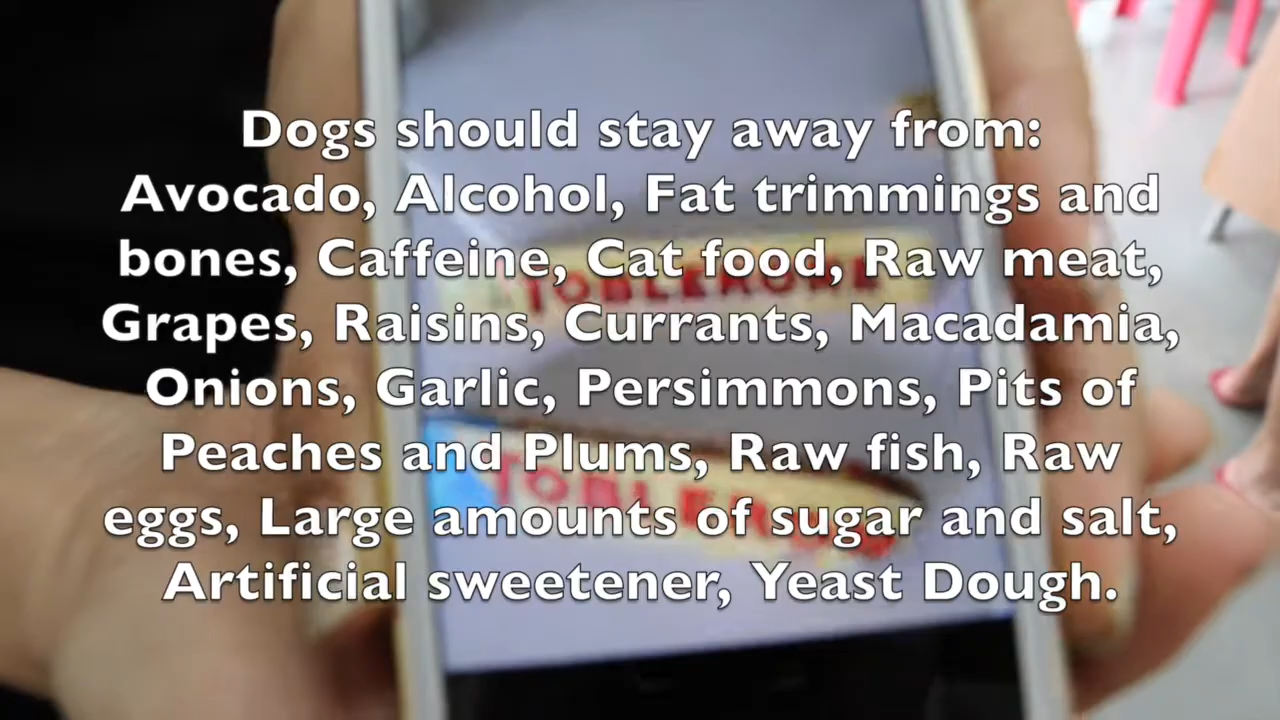 Dogs should stay away from:
Avocado, Alcohol, Fat trimmings and
bones, Caffeine, Cat food, Raw meat,
Grapes, Raisins, Currants, Macadamia,
Onions, Garlic, Persimmons, Pits of
Peaches and Plums, Raw fish, Raw
eggs, Large amounts of sugar and salt,
Artificial sweetener, Yeast Dough.
TOBLERONE
TOBLERONE